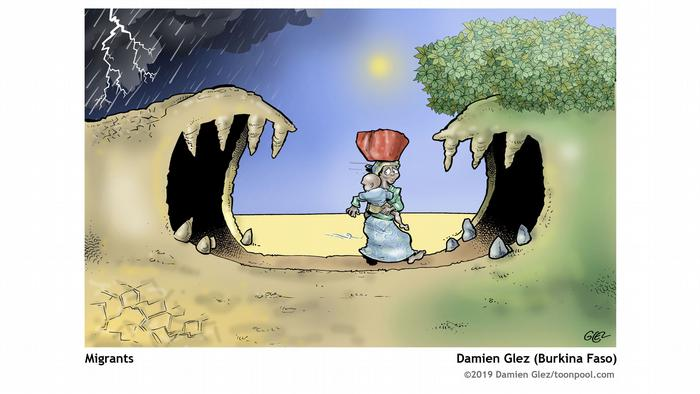 GLEZ
Migrants
Damien Glez (Burkina Faso)
©2019 Damien Glez/toonpool.com